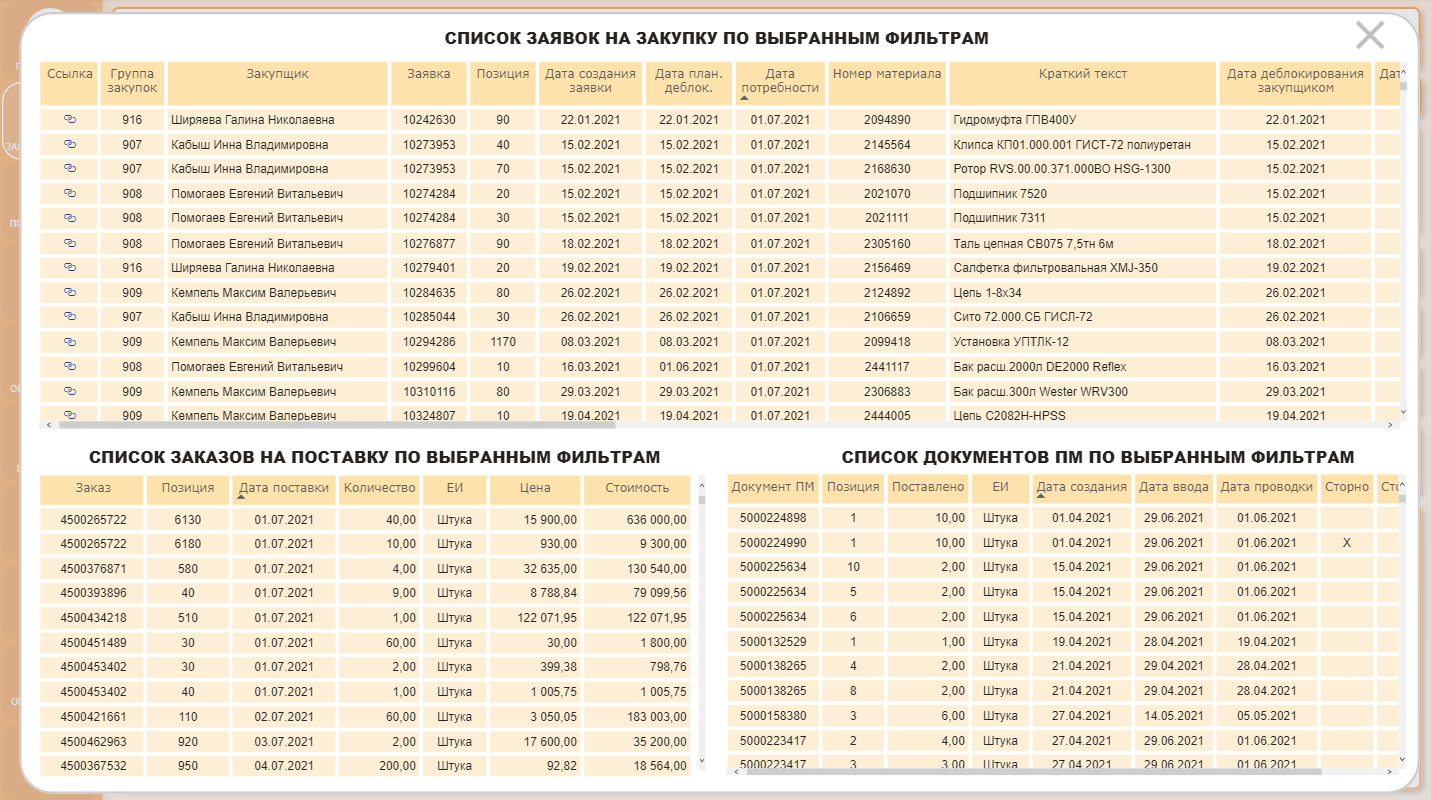 СПИСОК ЗАЯВОК НА ЗАКУПКУ ПО ВЫБРАННЫМ ФИЛЬТРАМ
Ссылка Группа закупок Закупщик Заявка Позиция Дата создания заявки Дата план. деблок. Дата потребности Номер материала Краткий текст Дата деблокирования закупщиком Дат
916 Ширяева Галина Николаевна 10242630 90 22.01.2021 22.01.2021 01.07.2021 2094890 Гидромуфта ГПВ400У 22.01.2021
907 Кабыш Инна Владимировна 10273953 40 15.02.2021 15.02.2021 01.07.2021 2145564 Клипса КП01.000.001 ГИСТ-72 полиуретан 15.02.2021
907 Кабыш Инна Владимировна 10273953 70 15.02.2021 15.02.2021 01.07.2021 2168630 Ротор RVS.00.00.371.000ВО HSG-1300 15.02.2021
908 Помогаев Евгений Витальевич 10274284 20 15.02.2021 15.02.2021 01.07.2021 2021070 Подшипник 7520 15.02.2021
908 Помогаев Евгений Витальевич 10274284 30 15.02.2021 15.02.2021 01.07.2021 2021111 Подшипник 7311 15.02.2021
908 Помогаев Евгений Витальевич 10276877 90 18.02.2021 18.02.2021 01.07.2021 2305160 Таль цепная СВ075 7,5тн 6м 18.02.2021
916 Ширяева Галина Николаевна 10279401 20 19.02.2021 19.02.2021 01.07.2021 2156469 Салфетка фильтровальная XMJ-350 19.02.2021
909 Кемпель Максим Валерьевич 10284635 80 26.02.2021 26.02.2021 01.07.2021 2124892 Цепь 1-8х34 26.02.2021
907 Кабыш Инна Владимировна 10285044 30 26.02.2021 26.02.2021 01.07.2021 2106659 Сито 72.000.СБ ГИСЛ-72 26.02.2021
909 Кемпель Максим Валерьевич 10294286 1170 08.03.2021 08.03.2021 01.07.2021 2099418 Установка УПТЛК-12 08.03.2021
908 Помогаев Евгений Витальевич 10299604 10 16.03.2021 01.06.2021 01.07.2021 2441117 Бак расш.2000л DE2000 Reflex 16.03.2021
909 Кемпель Максим Валерьевич 10310116 80 29.03.2021 29.03.2021 01.07.2021 2306883 Бак расш.300л Wester WRV300 29.03.2021
909 Кемпель Максим Валерьевич 10324807 10 19.04.2021 19.04.2021 01.07.2021 2444005 Цепь C2082H-HPSS 19.04.2021
СПИСОК ЗАКАЗОВ НА ПОСТАВКУ ПО ВЫБРАННЫМ ФИЛЬТРАМ
Заказ Позиция Дата поставки Количество ЕИ Цена Стоимость
4500265722 6130 01.07.2021 40,00 Штука 15 900,00 636 000,00
4500265722 6180 01.07.2021 10,00 Штука 930,00 9 300,00
4500376871 580 01.07.2021 4,00 Штука 32 635,00 130 540,00
4500393896 40 01.07.2021 9,00 Штука 8 788,84 79 099,56
4500434218 510 01.07.2021 1,00 Штука 122 071,95 122 071,95
4500451489 30 01.07.2021 60,00 Штука 30,00 1 800,00
4500453402 30 01.07.2021 2,00 Штука 399,38 798,76
4500453402 40 01.07.2021 1,00 Штука 1 005,75 1 005,75
4500421661 110 02.07.2021 60,00 Штука 3 050,05 183 003,00
4500462963 920 03.07.2021 2,00 Штука 17 600,00 35 200,00
4500367532 950 04.07.2021 200,00 Штука 92,82 18 564,00
СПИСОК ДОКУМЕНТОВ ПМ ПО ВЫБРАННЫМ ФИЛЬТРАМ
Документ ПМ Позиция Поставлено ЕИ Дата создания Дата ввода Дата проводки Сторно Сто
5000224898 1 10,00 Штука 01.04.2021 29.06.2021 01.06.2021
5000224990 1 10,00 Штука 01.04.2021 29.06.2021 01.06.2021 X
5000225634 10 2,00 Штука 15.04.2021 29.06.2021 01.06.2021
5000225634 5 2,00 Штука 15.04.2021 29.06.2021 01.06.2021
5000225634 6 2,00 Штука 15.04.2021 29.06.2021 01.06.2021
5000132529 1 1,00 Штука 19.04.2021 28.04.2021 19.04.2021
5000138265 4 2,00 Штука 21.04.2021 29.04.2021 28.04.2021
5000138265 8 2,00 Штука 21.04.2021 29.04.2021 28.04.2021
5000158380 3 6,00 Штука 27.04.2021 14.05.2021 05.05.2021
5000223417 2 4,00 Штука 27.04.2021 29.06.2021 01.06.2021
5000223417 3 3,00 Штука 27.04.2021 29.06.2021 01.06.2021